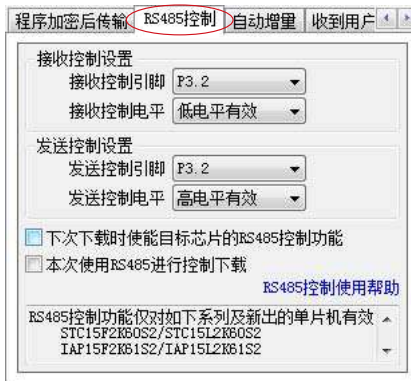 程序加密后传输 RS485控制 自动增量 收到用户
接收控制设置
接收控制引脚 P3.2
接收控制电平 低电平有效
发送控制设置
发送控制引脚 P3.2
发送控制电平 高电平有效
下次下载时使能目标芯片的RS485控制功能
本次使用RS485进行控制下载
RS485控制使用帮助
RS485控制功能仅对如下系列及新出的单片机有效
STC15F2K60S2/STC15L2K60S2
IAP15F2K61S2/IAP15L2K61S2